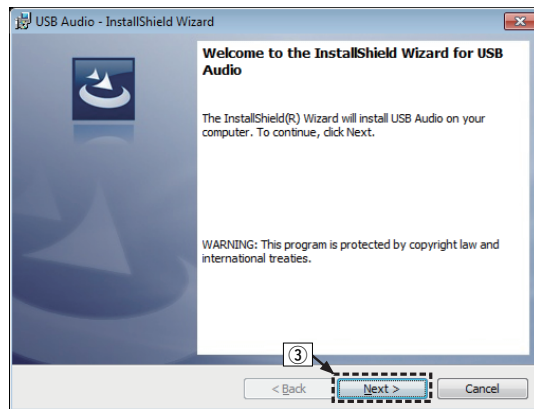 USB Audio - InstallShield Wizard
Welcome to the InstallShield Wizard for USB
Audio
The InstallShield(R) Wizard will install USB Audio on your
computer. To continue, click Next.
WARNING: This program is protected by copyright law and
international treaties.
③
< Back
Next >
Cancel